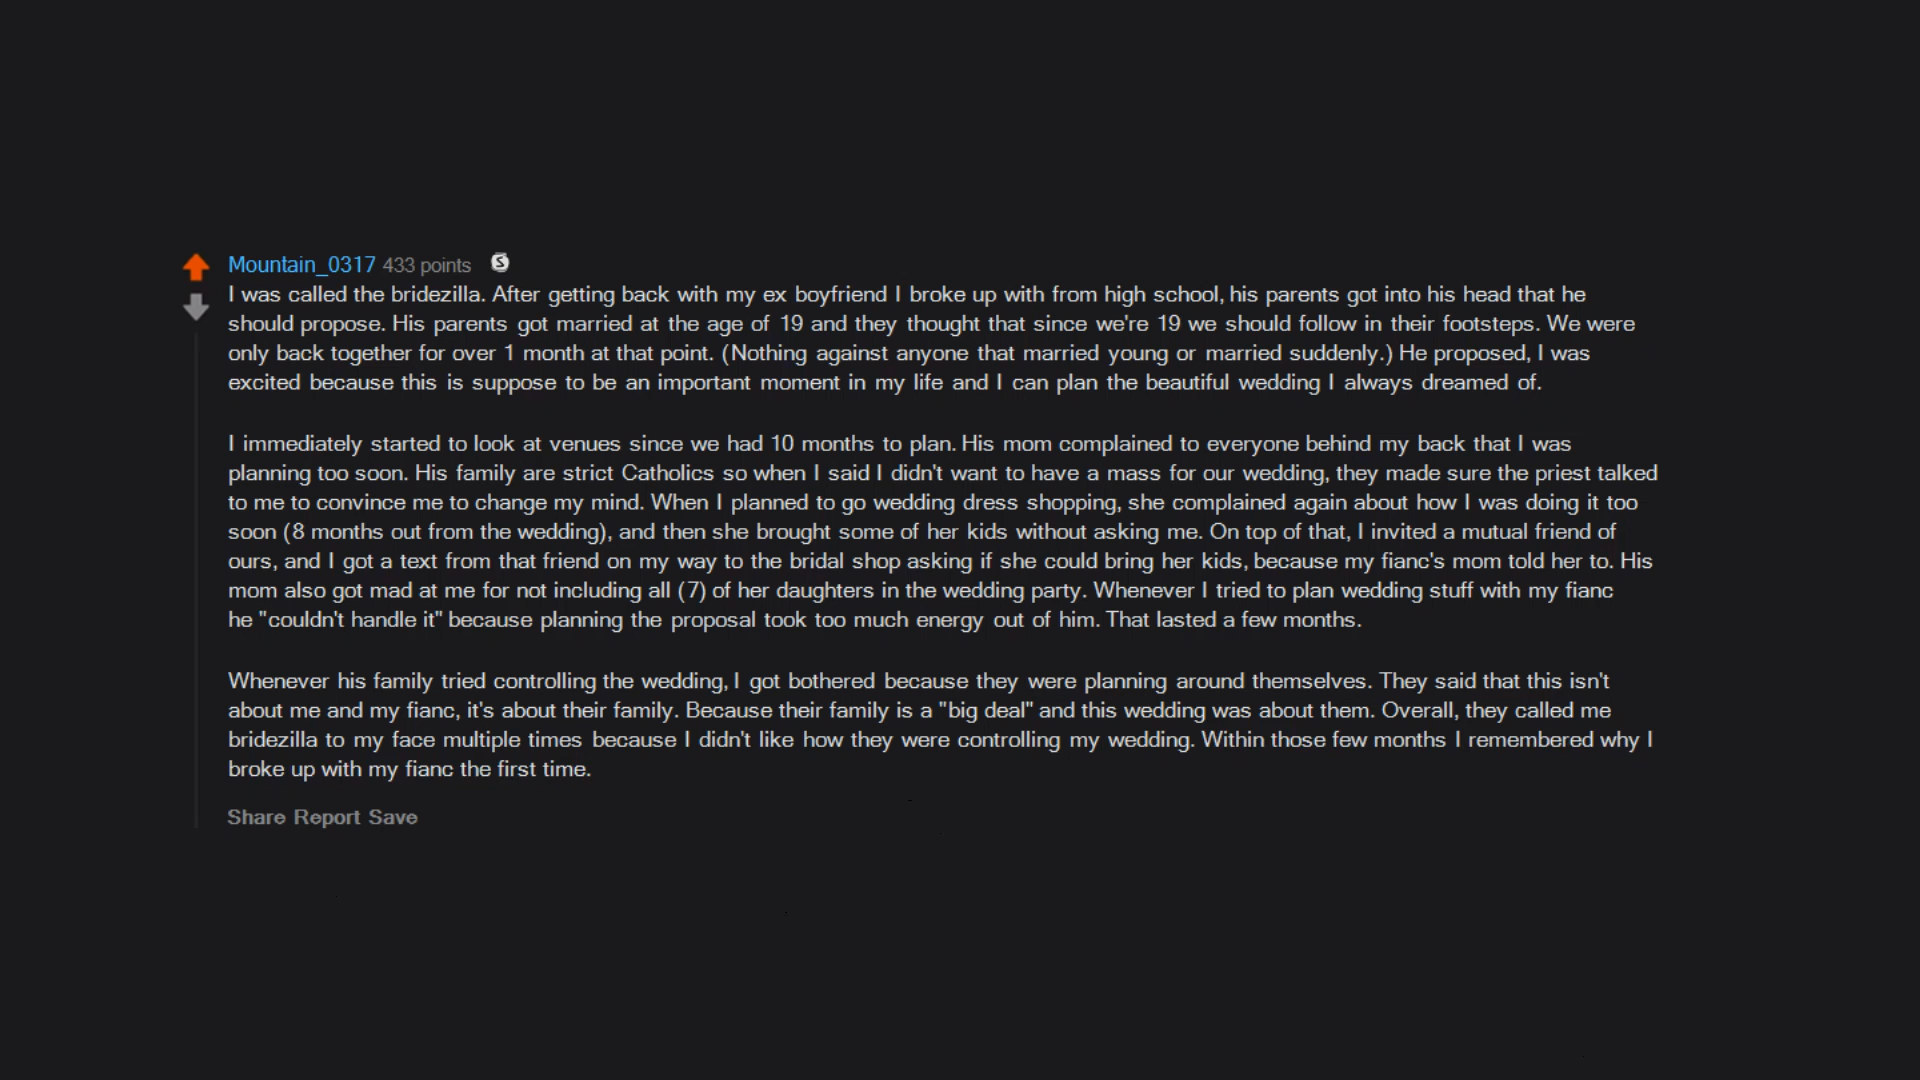 Mountain_0317 433 points S
I was called the bridezilla. After getting back with my ex boyfriend I broke up with from high school, his parents got into his head that he
should propose. His parents got married at the age of 19 and they thought that since we're 19 we should follow in their footsteps. We were
only back together for over 1 month at that point. (Nothing against anyone that married young or married suddenly.) He proposed, I was
excited because this is suppose to be an important moment in my life and I can plan the beautiful wedding I always dreamed of.
I immediately started to look at venues since we had 10 months to plan. His mom complained to everyone behind my back that I was
planning too soon. His family are strict Catholics so when I said I didn't want to have a mass for our wedding, they made sure the priest talked
to me to convince me to change my mind. When I planned to go wedding dress shopping, she complained again about how I was doing it too
soon (8 months out from the wedding), and then she brought some of her kids without asking me. On top of that, I invited a mutual friend of
ours, and I got a text from that friend on my way to the bridal shop asking if she could bring her kids, because my fianc's mom told her to. His
mom also got mad at me for not including all (7) of her daughters in the wedding party. Whenever I tried to plan wedding stuff with my fianc
he "couldn't handle it" because planning the proposal took too much energy out of him. That lasted a few months.
Whenever his family tried controlling the wedding, I got bothered because they were planning around themselves. They said that this isn't
about me and my fianc, it's about their family. Because their family is a "big deal" and this wedding was about them. Overall, they called me
bridezilla to my face multiple times because I didn't like how they were controlling my wedding. Within those few months I remembered why I
broke up with my fianc the first time.
Share Report Save